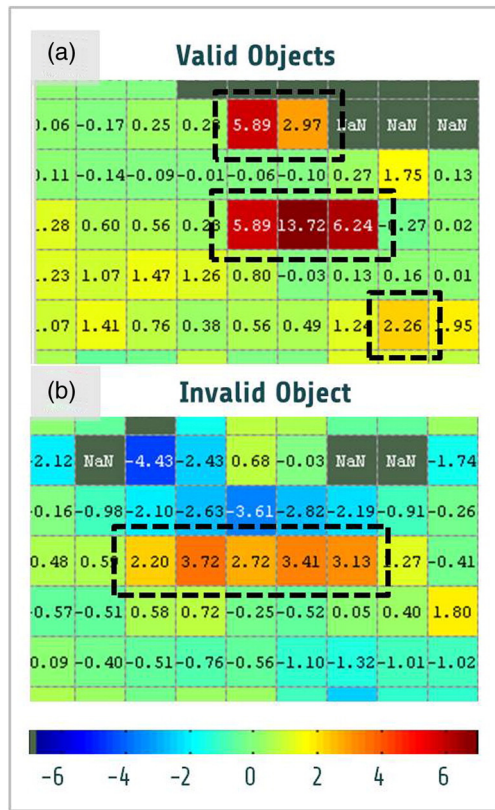 (a)
Valid Objects
0.06 -0.17 0.25 0.23 5.89 2.97 NaN NaN NaN
0.11 -0.14 -0.09 -0.01 -0.06 -0.10 0.27 1.75 0.13
1.28 0.60 0.56 0.23 5.89 13.72 6.24 -0.27 0.02
1.23 1.07 1.47 1.26 0.80 -0.03 0.13 0.16 0.01
1.07 1.41 0.76 0.38 0.56 0.49 1.24 2.26 1.95
(b)
Invalid Object
-2.12 NaN -4.43 -2.43 0.68 -0.03 NaN NaN -1.74
-0.16 -0.98 -2.10 -2.63 -3.61 -2.82 -2.19 -0.91 -0.26
0.48 0.59 2.20 3.72 2.72 3.41 3.13 1.27 -0.41
-0.57 -0.51 0.58 0.72 -0.25 -0.52 0.05 0.40 1.80
0.09 -0.40 -0.51 -0.76 -0.56 -1.10 -1.32 -1.01 -1.02
-6 -4 -2 0 2 4 6